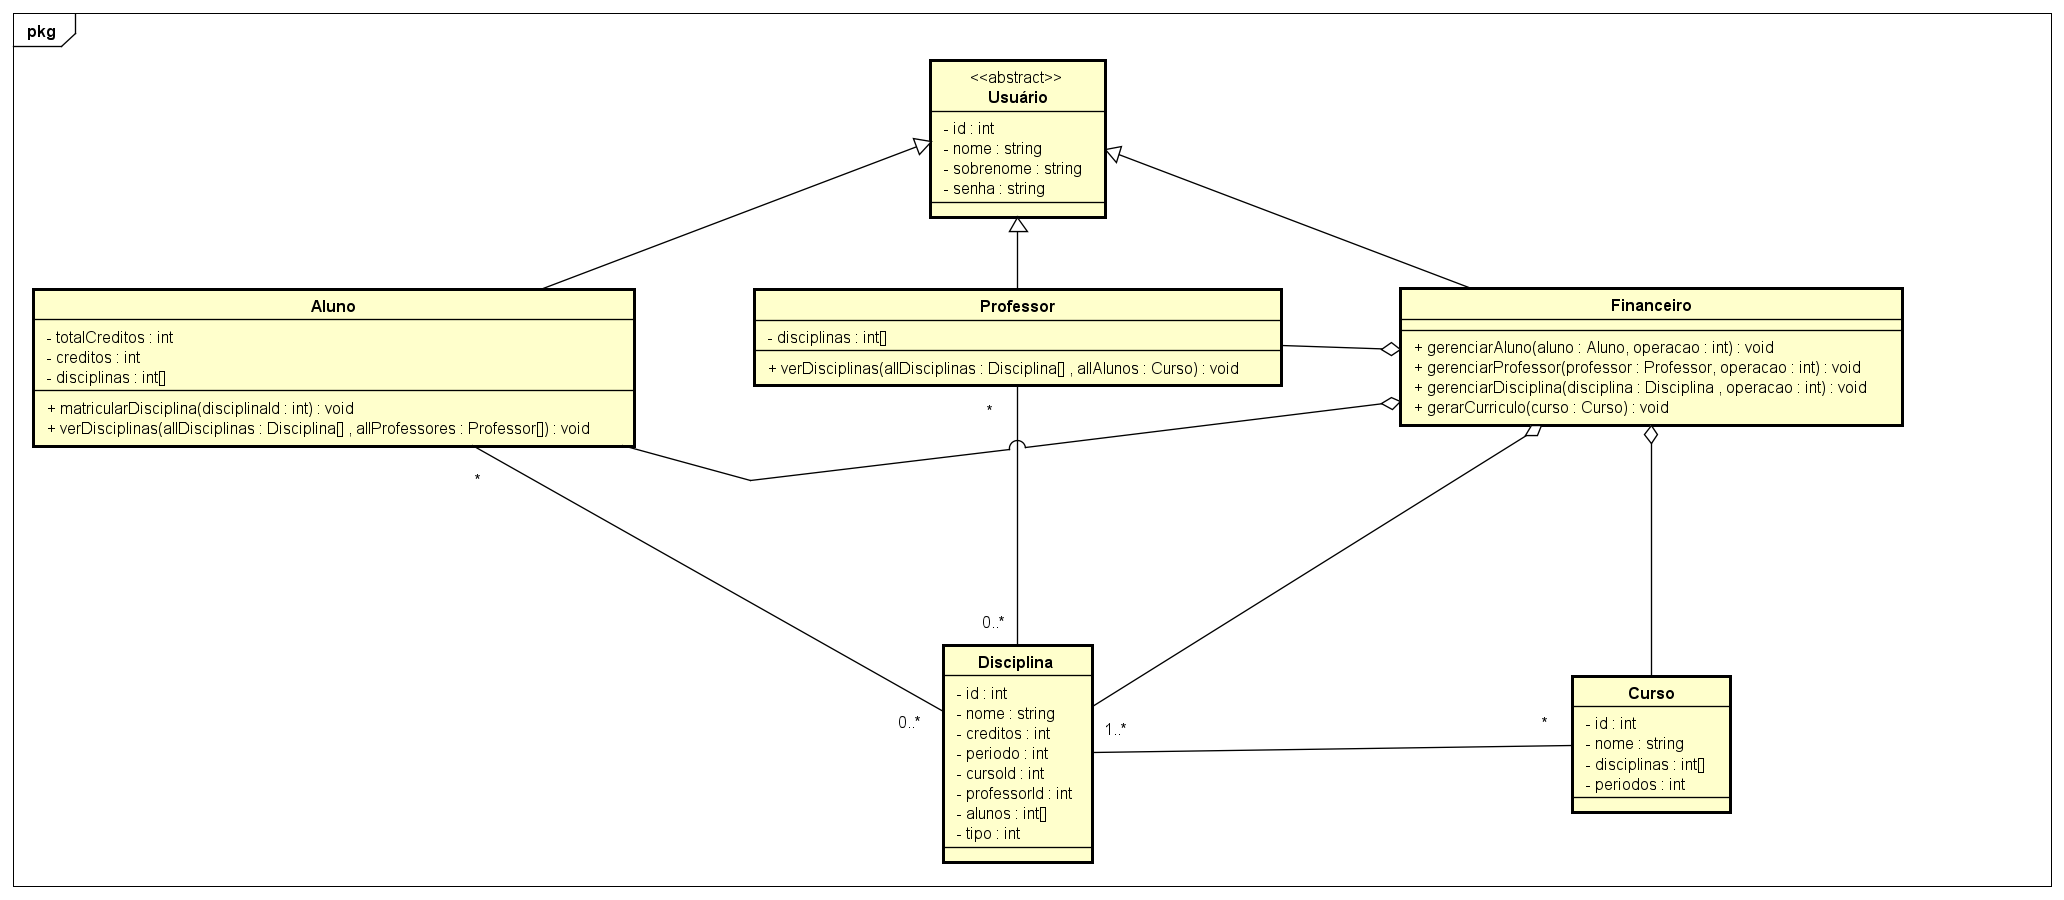 pkg
<<abstract>>
Usuário
- id : int
- nome : string
- sobrenome : string
- senha : string
Aluno
- totalCreditos : int
- creditos : int
- disciplinas : int[]
+ matricularDisciplina(disciplinaId : int) : void
+ verDisciplinas(allDisciplinas : Disciplina[] , allProfessores : Professor[]) : void
Professor
- disciplinas : int[]
+ verDisciplinas(allDisciplinas : Disciplina[] , allAlunos : Curso) : void
Financeiro
+ gerenciarAluno(aluno : Aluno, operacao : int) : void
+ gerenciarProfessor(professor : Professor, operacao : int) : void
+ gerenciarDisciplina(disciplina : Disciplina , operacao : int) : void
+ gerarCurriculo(curso : Curso) : void
*
*
0..*
0..*
1..*
*
Disciplina
- id : int
- nome : string
- creditos : int
- periodo : int
- cursoId : int
- professorId : int
- alunos : int[]
- tipo : int
Curso
- id : int
- nome : string
- disciplinas : int[]
- periodos : int